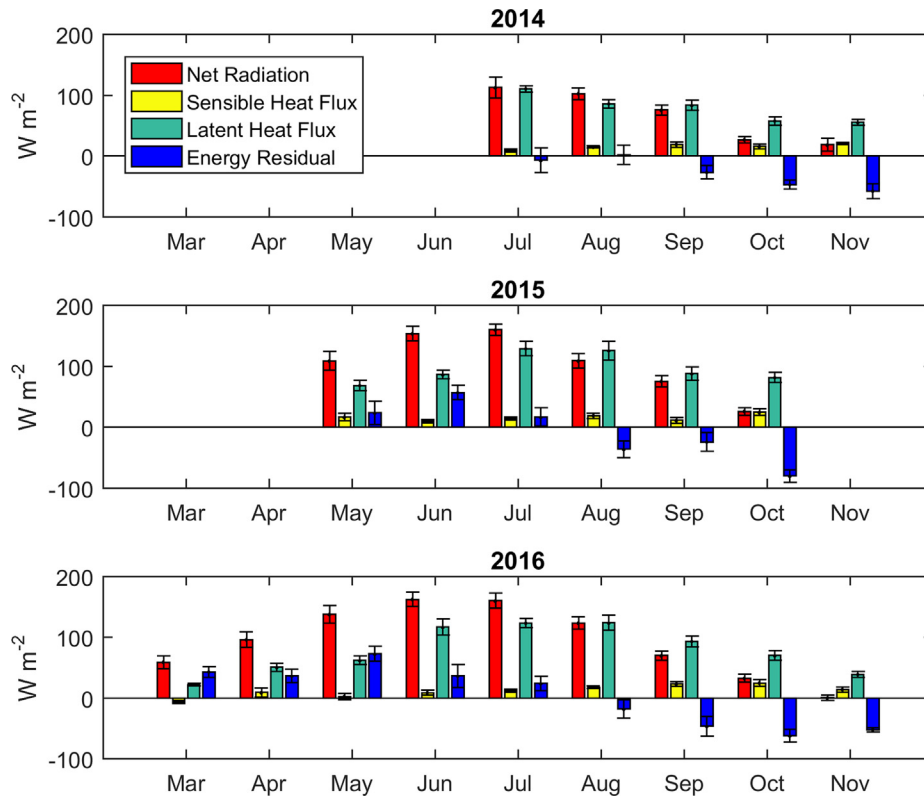 2014
200
100
0
-100
W m-2
Net Radiation
Sensible Heat Flux
Latent Heat Flux
Energy Residual
Mar Apr May Jun Jul Aug Sep Oct Nov
2015
200
100
0
-100
W m-2
Mar Apr May Jun Jul Aug Sep Oct Nov
2016
200
100
0
-100
W m-2
Mar Apr May Jun Jul Aug Sep Oct Nov